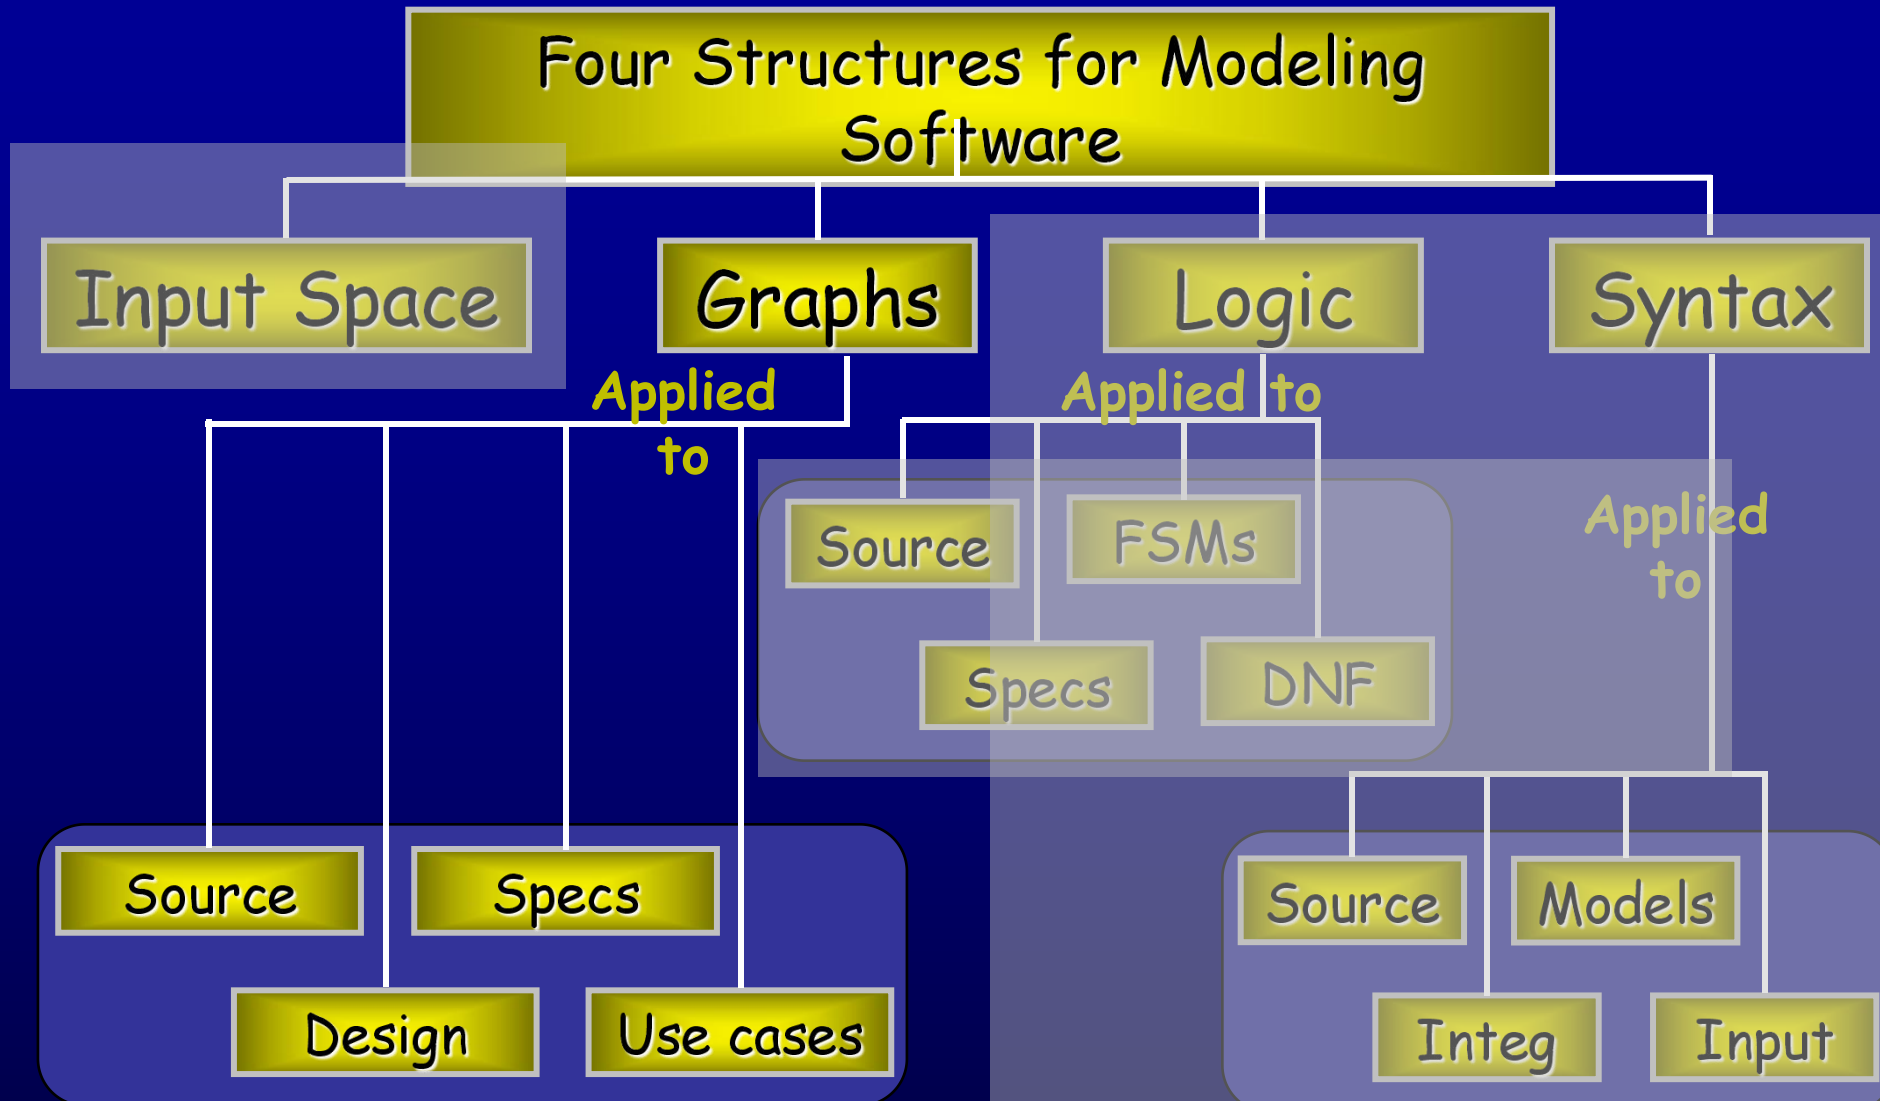 Four Structures for Modeling
Software
Input Space
Graphs
Logic
Syntax
Applied
to
Applied to
Applied
to
Source
FSMs
Specs
DNF
Source
Specs
Design
Use cases
Source
Models
Integ
Input